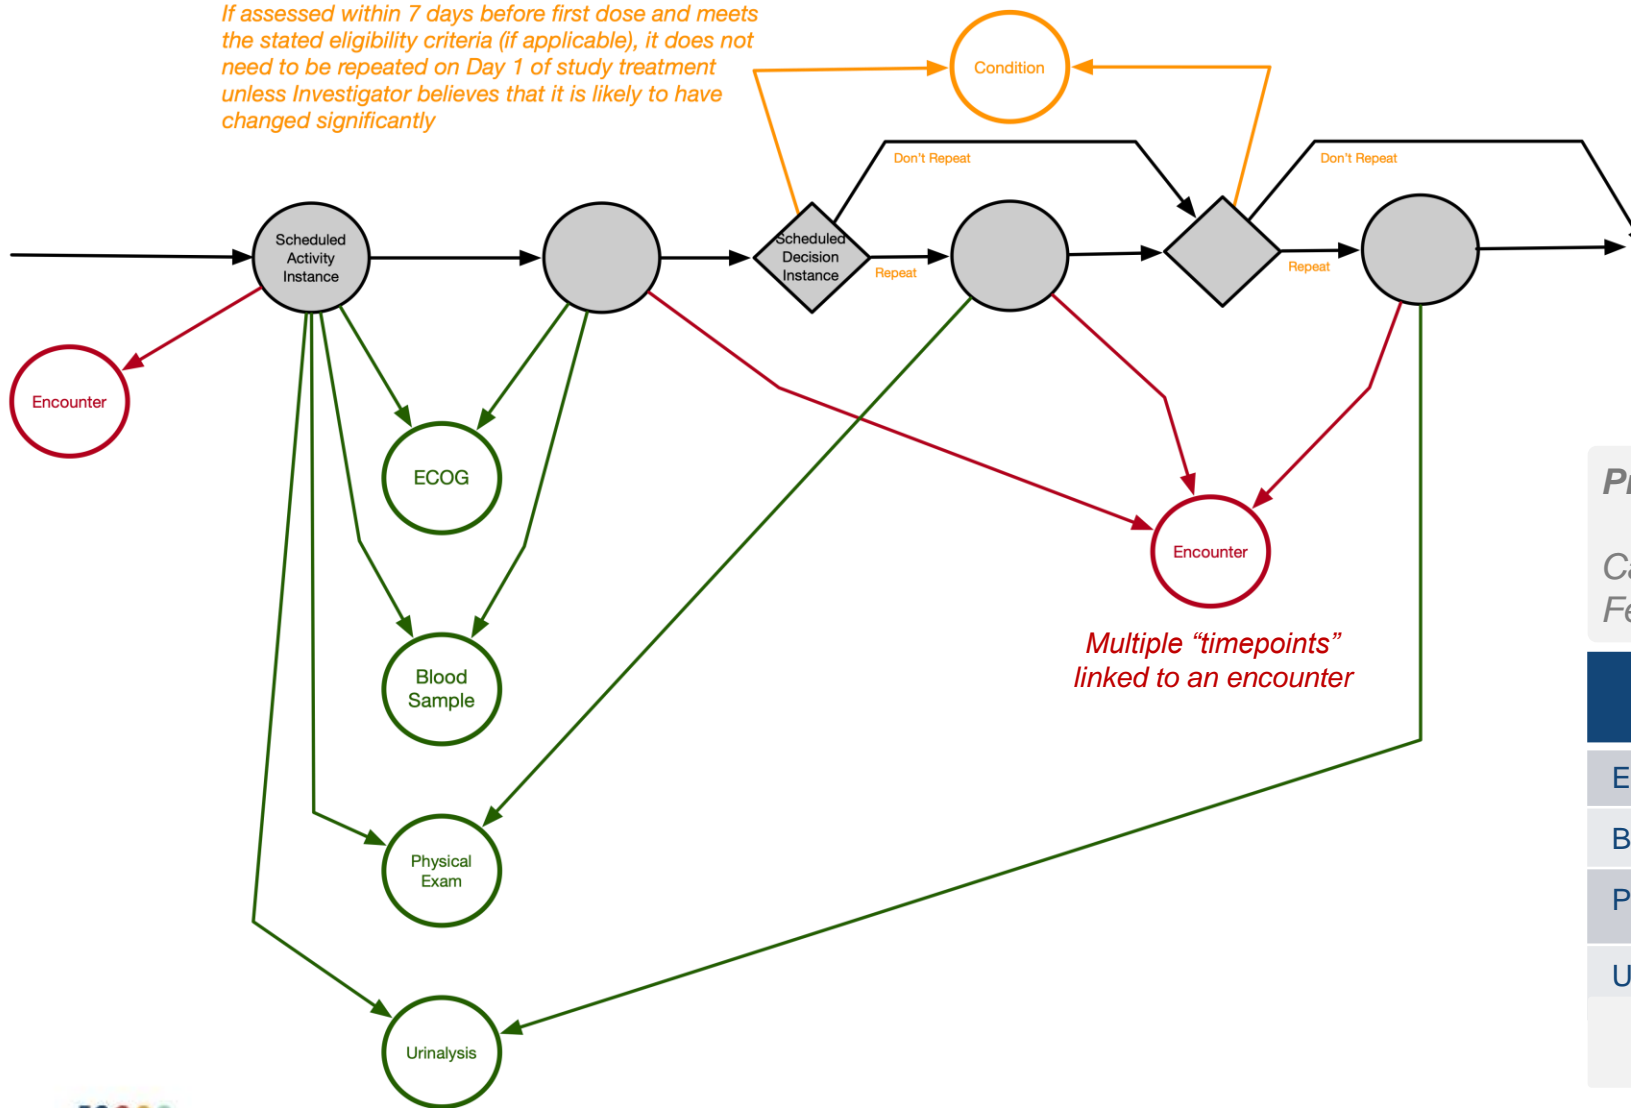 If assessed within 7 days before first dose and meets
the stated eligibility criteria (if applicable), it does not
need to be repeated on Day 1 of study treatment
unless Investigator believes that it is likely to have
changed significantly
Condition
Don't Repeat
Don't Repeat
Scheduled
Activity
Instance
Scheduled
Decision
Instance
Repeat
Repeat
Encounter
ECOG
Encounter
Multiple “timepoints”
linked to an encounter
Blood
Sample
Physical
Exam
Urinalysis